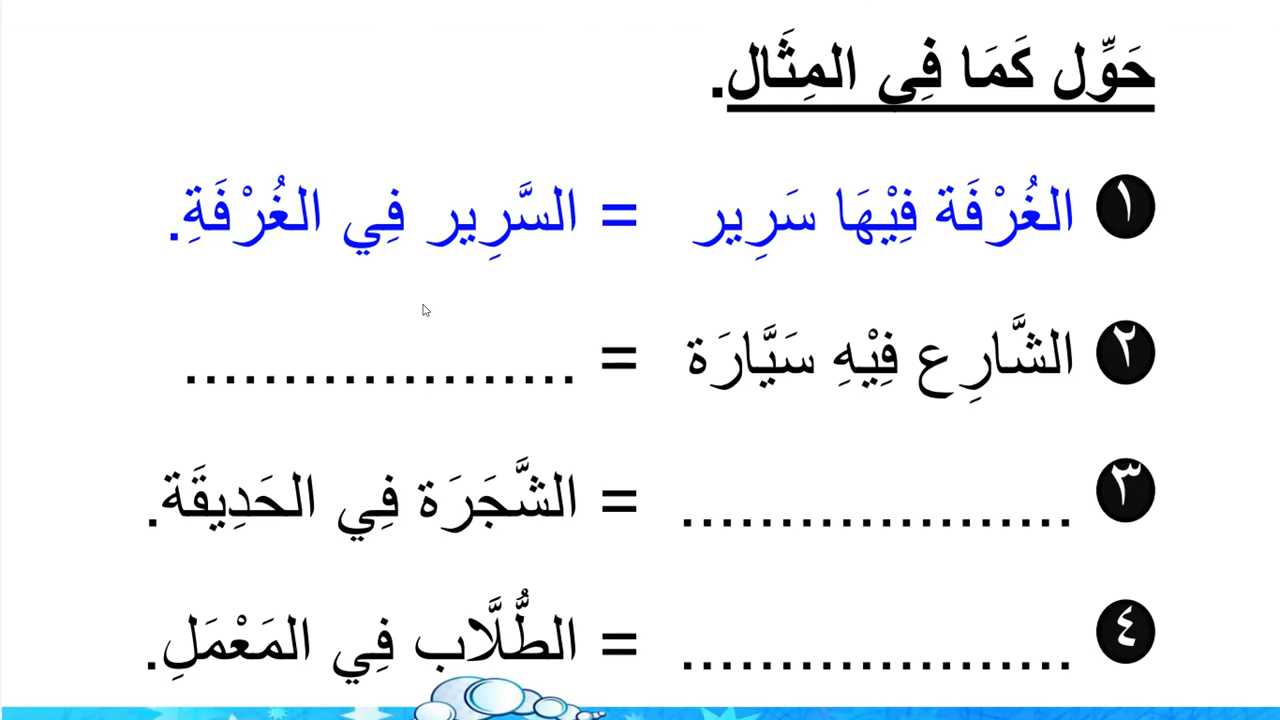 حَوِّل كَمَا فِي المِثَال.
١ الغُرْفَة فِيْهَا سَرِير = السَّرِير فِي الغُرْفَةِ.
٢ الشَّارِع فِيْهِ سَيَّارَة = ....................
٣ .................... = الشَّجَرَة فِي الحَدِيقَة.
٤ .................... = الطُّلَّاب فِي المَعْمَلِ.